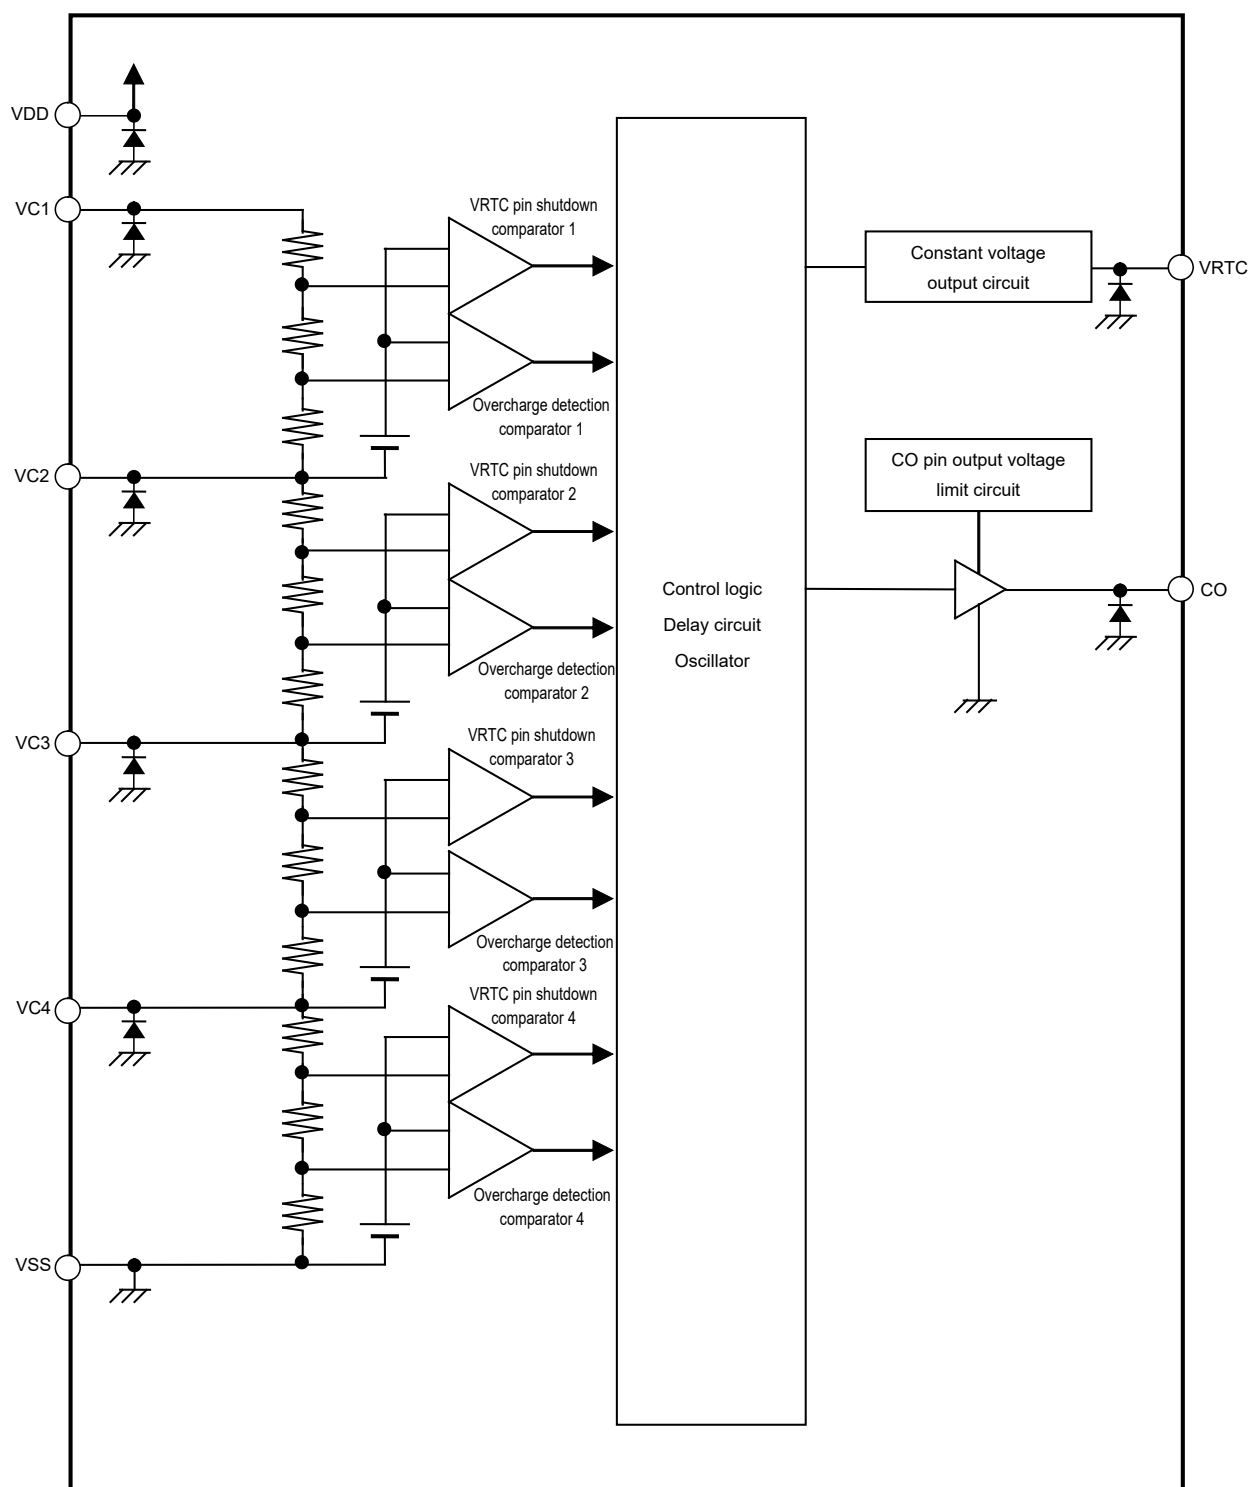 VDD
VC1
VRTC pin shutdown
comparator 1
Overcharge detection
comparator 1
VC2
VRTC pin shutdown
comparator 2
Overcharge detection
comparator 2
VC3
VRTC pin shutdown
comparator 3
Overcharge detection
comparator 3
VC4
VRTC pin shutdown
comparator 4
Overcharge detection
comparator 4
VSS
Control logic
Delay circuit
Oscillator
Constant voltage
output circuit
VRTC
CO pin output voltage
limit circuit
CO